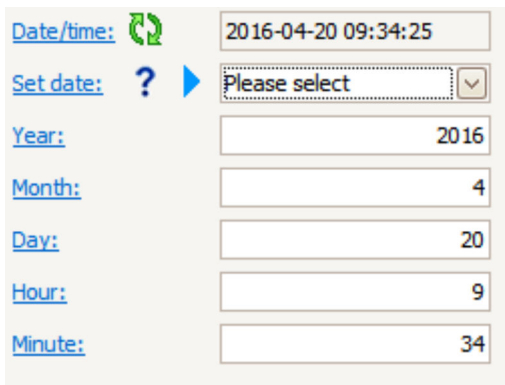 Date/time: 2016-04-20 09:34:25
Set date: ? Please select
Year: 2016
Month: 4
Day: 20
Hour: 9
Minute: 34